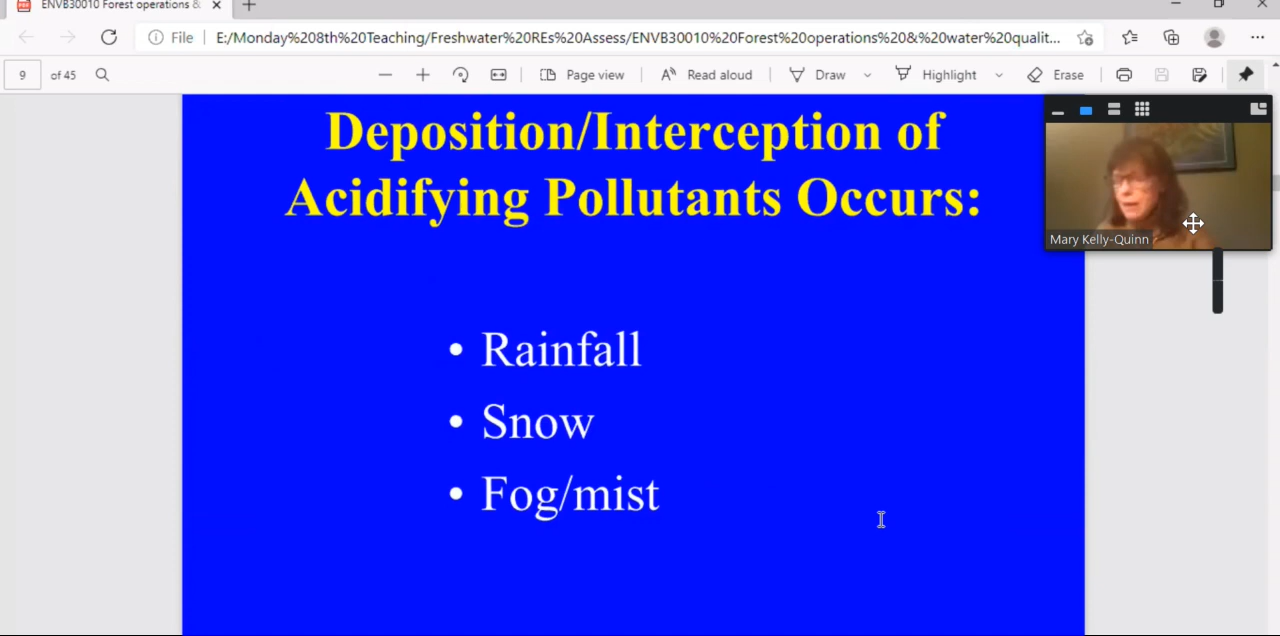 ENVB30010 Forest operations &
File
E:/Monday%208th%20Teaching/Freshwater%20REs%20Assess/ENVB30010%20Forest%20operations%20&%20water%20qualit...
9 of 45
Page view
Read aloud
Draw
Highlight
Erase
Deposition/Interception of
Acidifying Pollutants Occurs:
Mary Kelly-Quinn
• Rainfall
• Snow
• Fog/mist